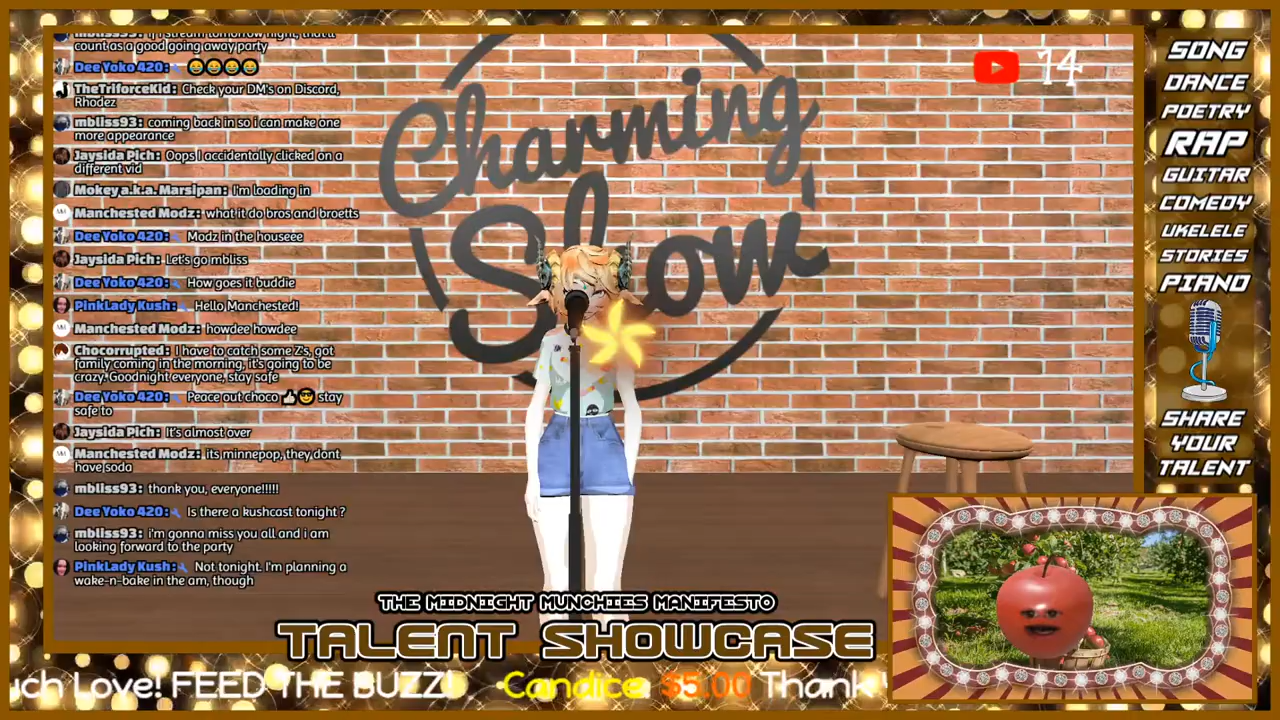 mbliss93: if i stream tomorrow night, that'll
count as a good going away party
Dee Yoko 420:
TheTriforceKid: Check your DM's on Discord,
Rhodez
mbliss93: coming back in so i can make one
more appearance
Jaysida Pich: Oops I accidentally clicked on a
different vid
Mokey a.k.a. Marsipan: I'm loading in
Manchested Modz: what it do bros and broetts
Dee Yoko 420: Modz in the houseee
Jaysida Pich: Let's go mbliss
Dee Yoko 420: How goes it buddie
PinkLady Kush: Hello Manchested!
Manchested Modz: howdee howdee
Chocorrupted: I have to catch some Z's, got
family coming in the morning, it's going to be
crazy. Goodnight everyone, stay safe
Dee Yoko 420: Peace out choco 👍😎 stay
safe to
Jaysida Pich: It's almost over
Manchested Modz: its minnepop, they dont
have soda
mbliss93: thank you, everyone!!!!!
Dee Yoko 420: Is there a kushcast tonight ?
mbliss93: i'm gonna miss you all and i am
looking forward to the party
PinkLady Kush: Not tonight. I'm planning a
wake-n-bake in the am, though
Charming
Show
14
SONG
DANCE
POETRY
RAP
GUITAR
COMEDY
UKELELE
STORIES
PIANO
SHARE
YOUR
TALENT
THE MIDNIGHT MUNCHIES MANIFESTO
TALENT SHOWCASE
uch Love! FEED THE BUZZ! •Candice: $5.00 Thank